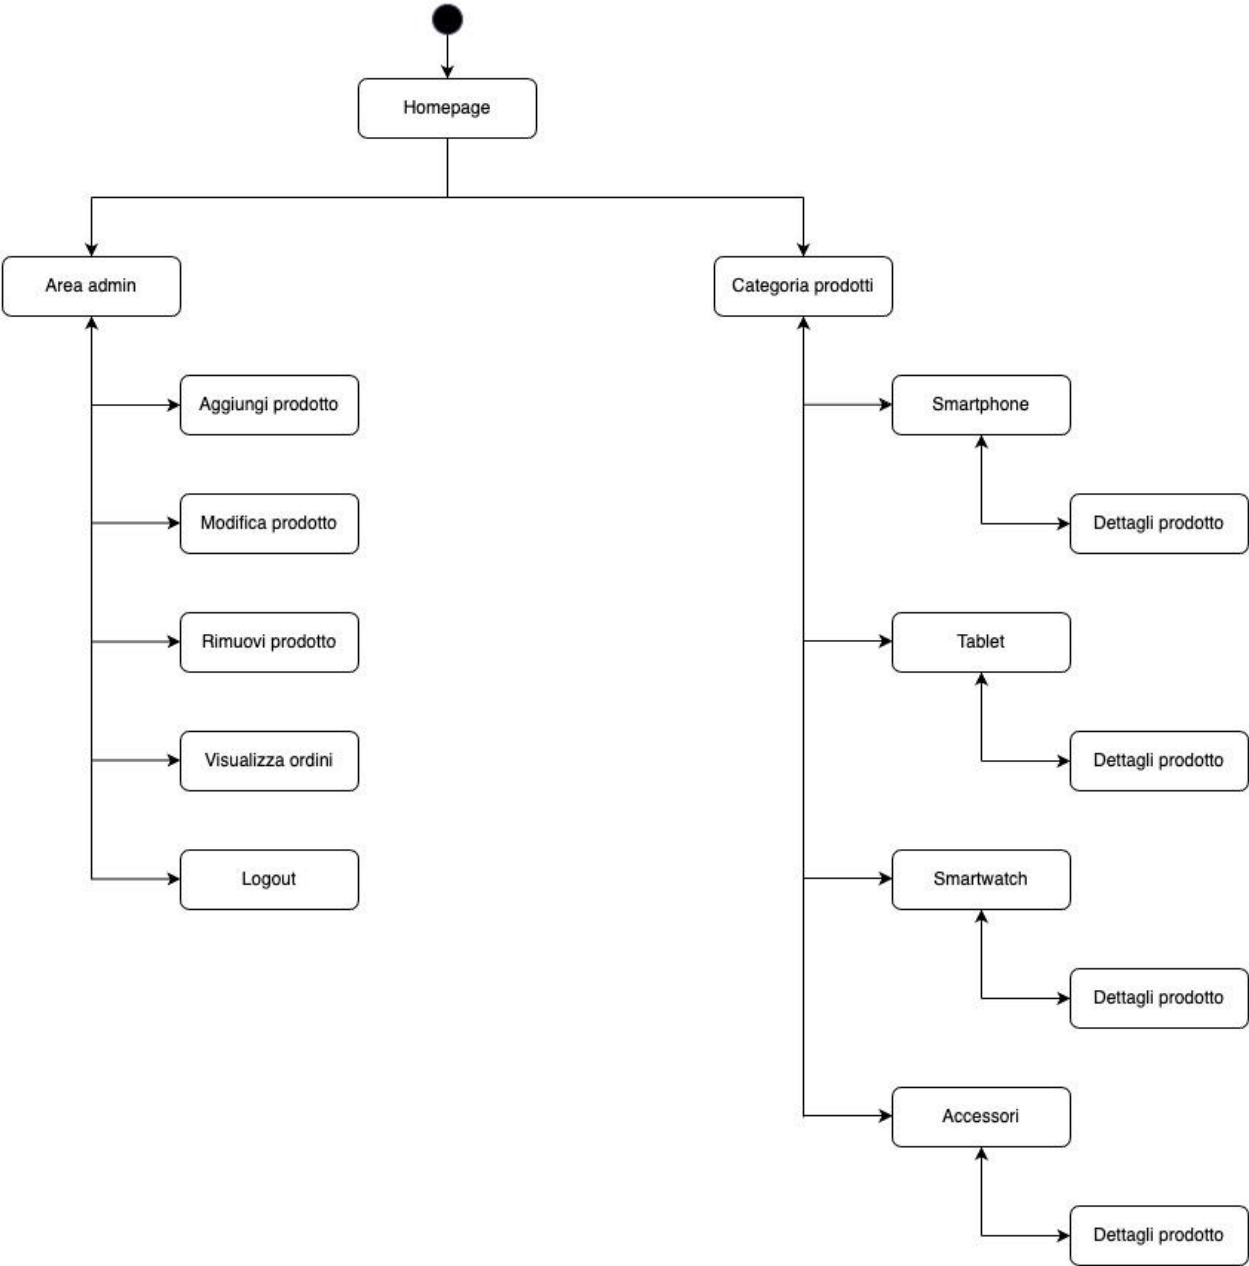 Homepage
Area admin
Categoria prodotti
Aggiungi prodotto
Smartphone
Modifica prodotto
Dettagli prodotto
Rimuovi prodotto
Tablet
Visualizza ordini
Dettagli prodotto
Logout
Smartwatch
Dettagli prodotto
Accessori
Dettagli prodotto